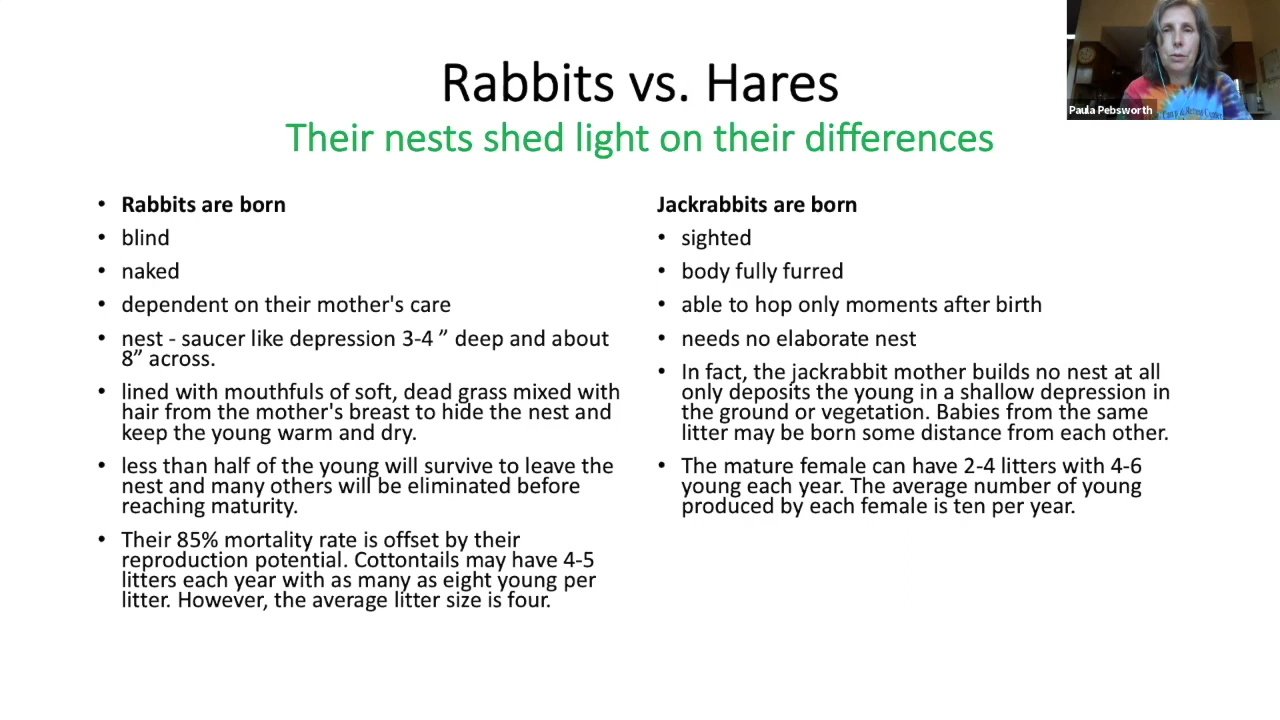 Rabbits vs. Hares
Their nests shed light on their differences
Paula Pebsworth
• Rabbits are born
• blind
• naked
• dependent on their mother's care
• nest - saucer like depression 3-4 ” deep and about
8” across.
• lined with mouthfuls of soft, dead grass mixed with
hair from the mother's breast to hide the nest and
keep the young warm and dry.
• less than half of the young will survive to leave the
nest and many others will be eliminated before
reaching maturity.
• Their 85% mortality rate is offset by their
reproduction potential. Cottontails may have 4-5
litters each year with as many as eight young per
litter. However, the average litter size is four.
Jackrabbits are born
• sighted
• body fully furred
• able to hop only moments after birth
• needs no elaborate nest
• In fact, the jackrabbit mother builds no nest at all
only deposits the young in a shallow depression in
the ground or vegetation. Babies from the same
litter may be born some distance from each other.
• The mature female can have 2-4 litters with 4-6
young each year. The average number of young
produced by each female is ten per year.